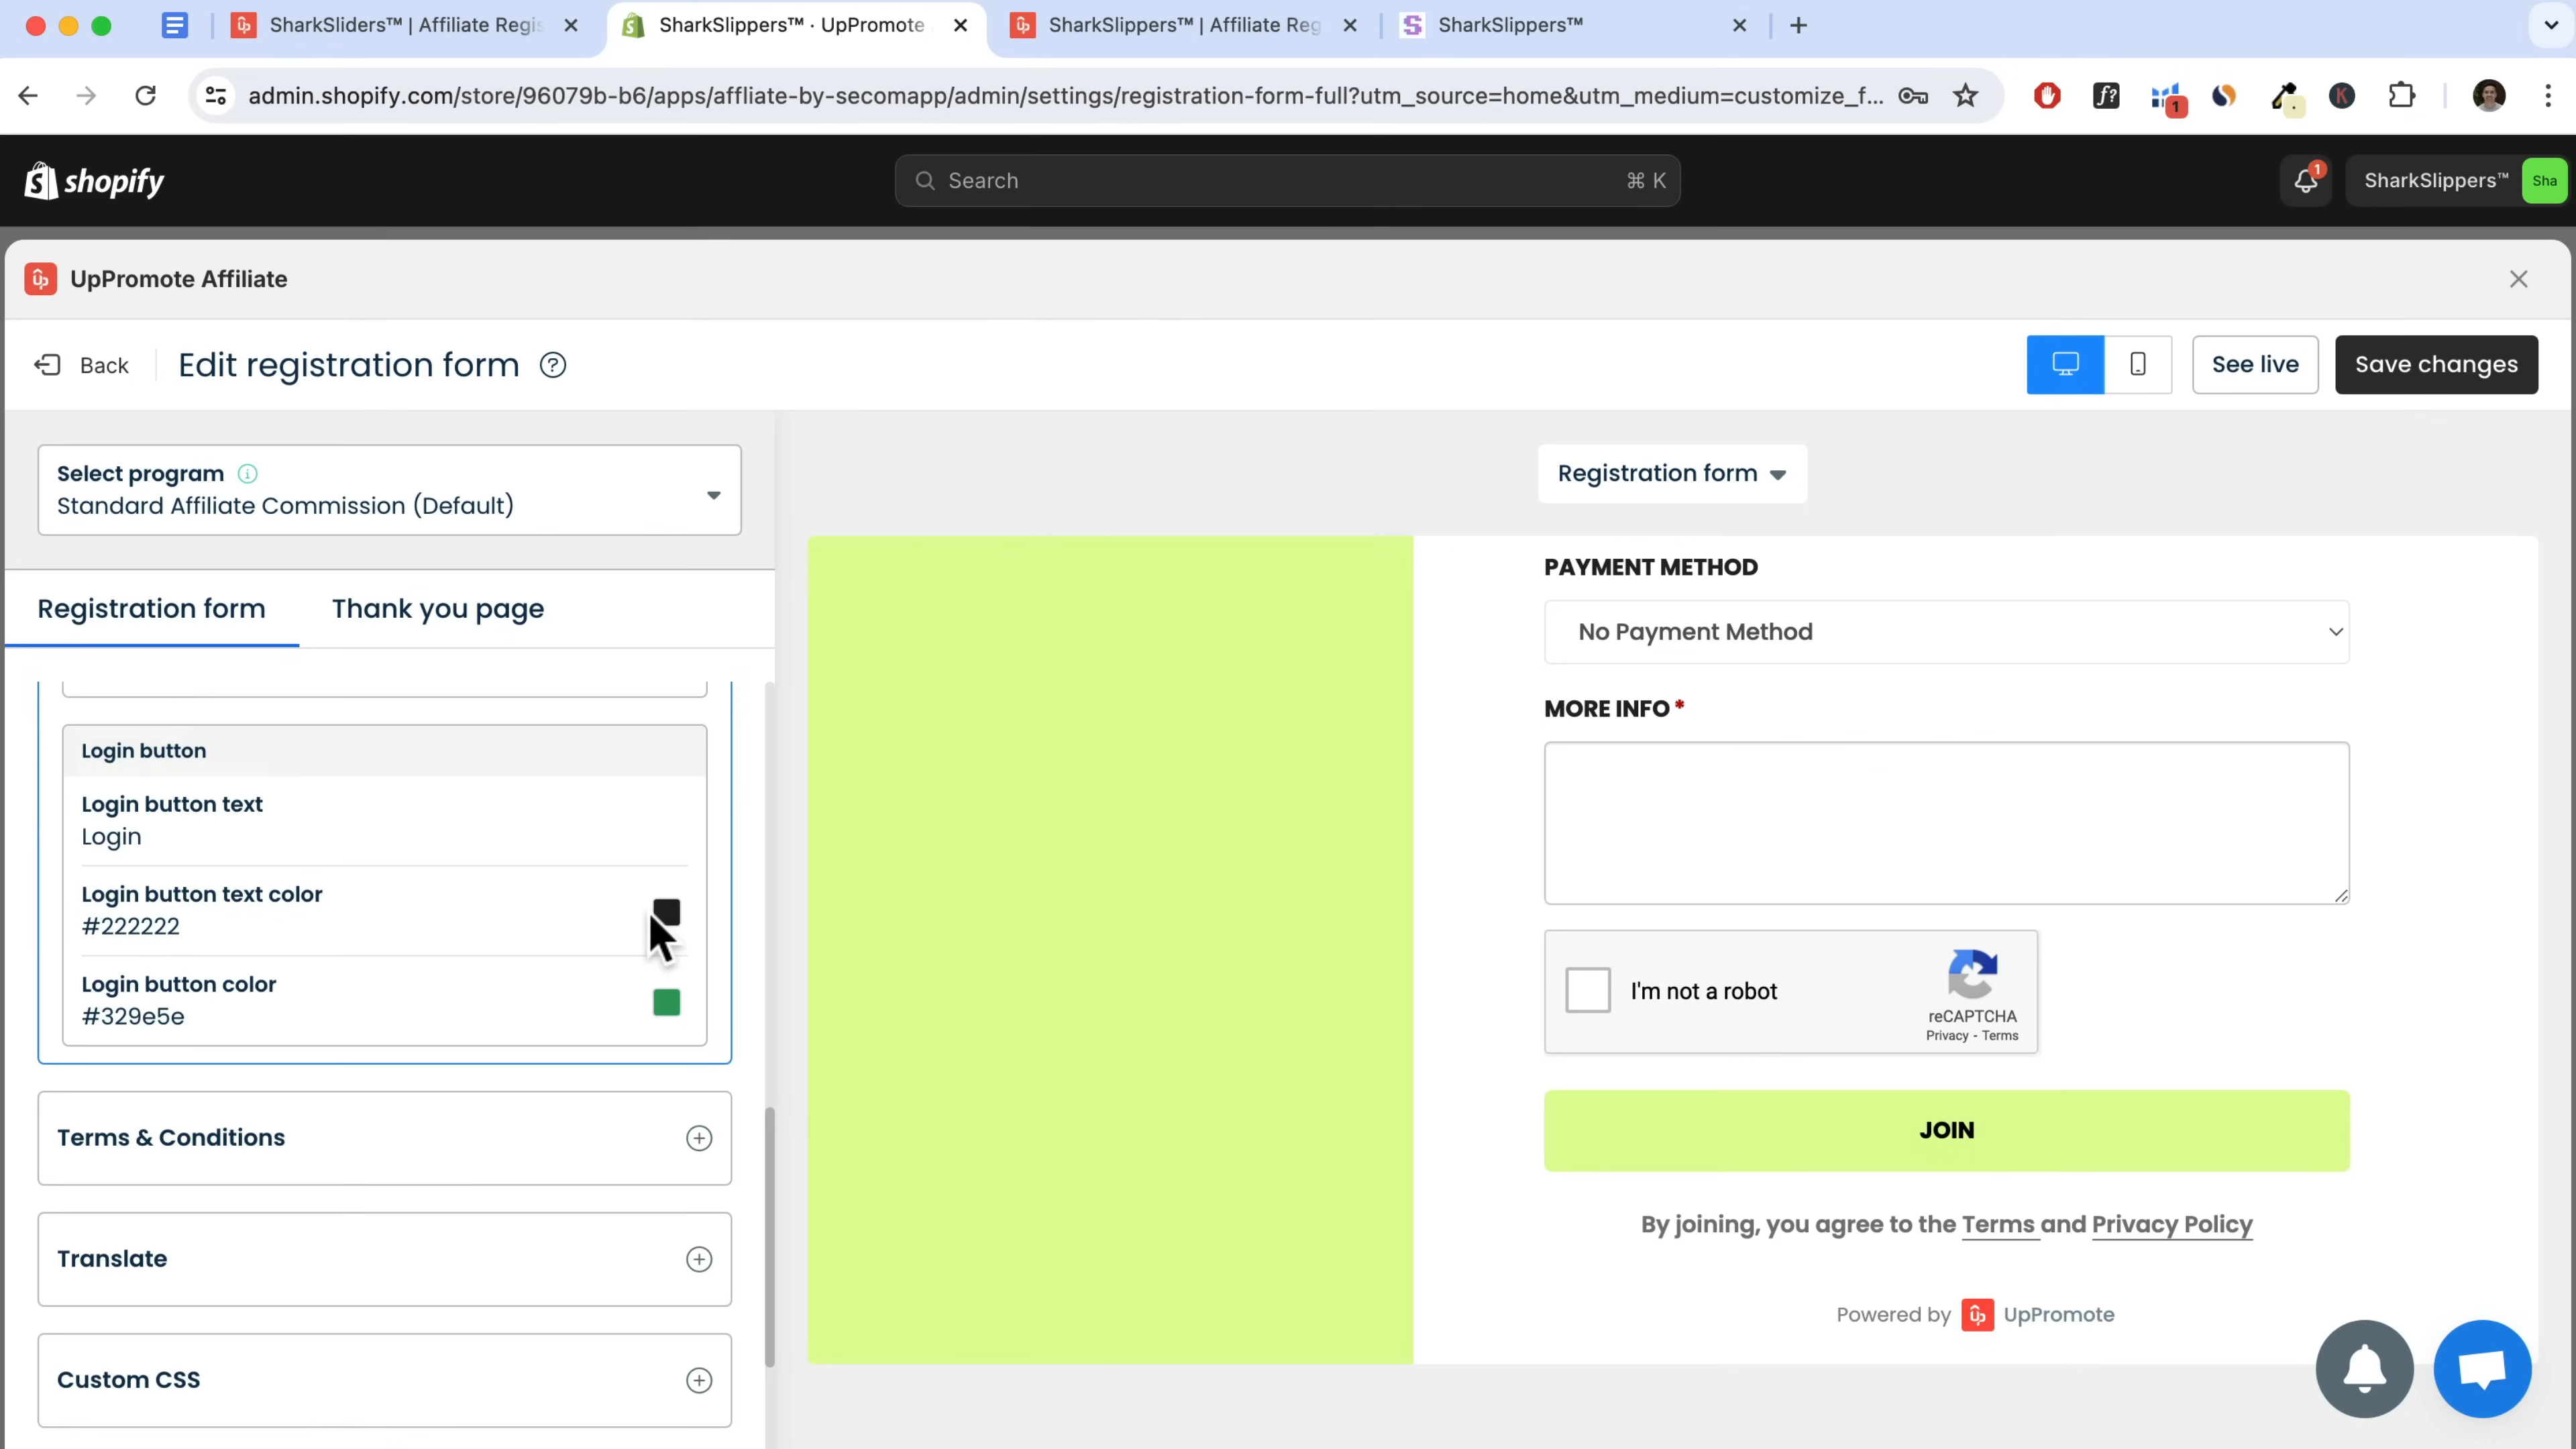 SharkSliders™ | Affiliate Regis
SharkSlippers™ · UpPromote
SharkSlippers™ | Affiliate Reg
SharkSlippers™
admin.shopify.com/store/96079b-b6/apps/affliate-by-secomapp/admin/settings/registration-form-full?utm_source=home&utm_medium=customize_f...
f?
1
K
shopify
Search
⌘ K
1
SharkSlippers™
Sha
UpPromote Affiliate
Back
Edit registration form
See live
Save changes
Select program
Standard Affiliate Commission (Default)
Registration form
Thank you page
Login button
Login button text
Login
Login button text color
#222222
Login button color
#329e5e
Terms & Conditions
Translate
Custom CSS
Registration form
PAYMENT METHOD
No Payment Method
MORE INFO *
I'm not a robot
reCAPTCHA
Privacy - Terms
JOIN
By joining, you agree to the Terms and Privacy Policy
Powered by UpPromote